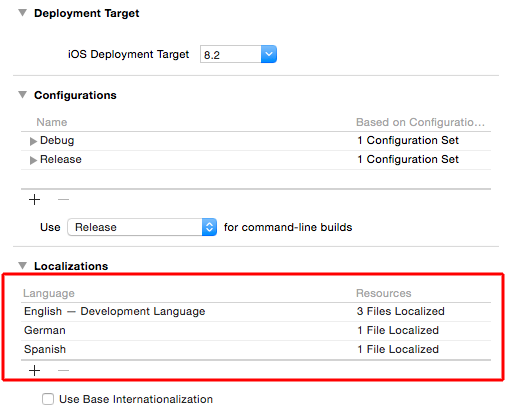 Deployment Target
iOS Deployment Target 8.2
Configurations
Name Based on Configuratio...
Debug 1 Configuration Set
Release 1 Configuration Set
+ −
Use Release for command-line builds
Localizations
Language Resources
English — Development Language 3 Files Localized
German 1 File Localized
Spanish 1 File Localized
+ −
Use Base Internationalization